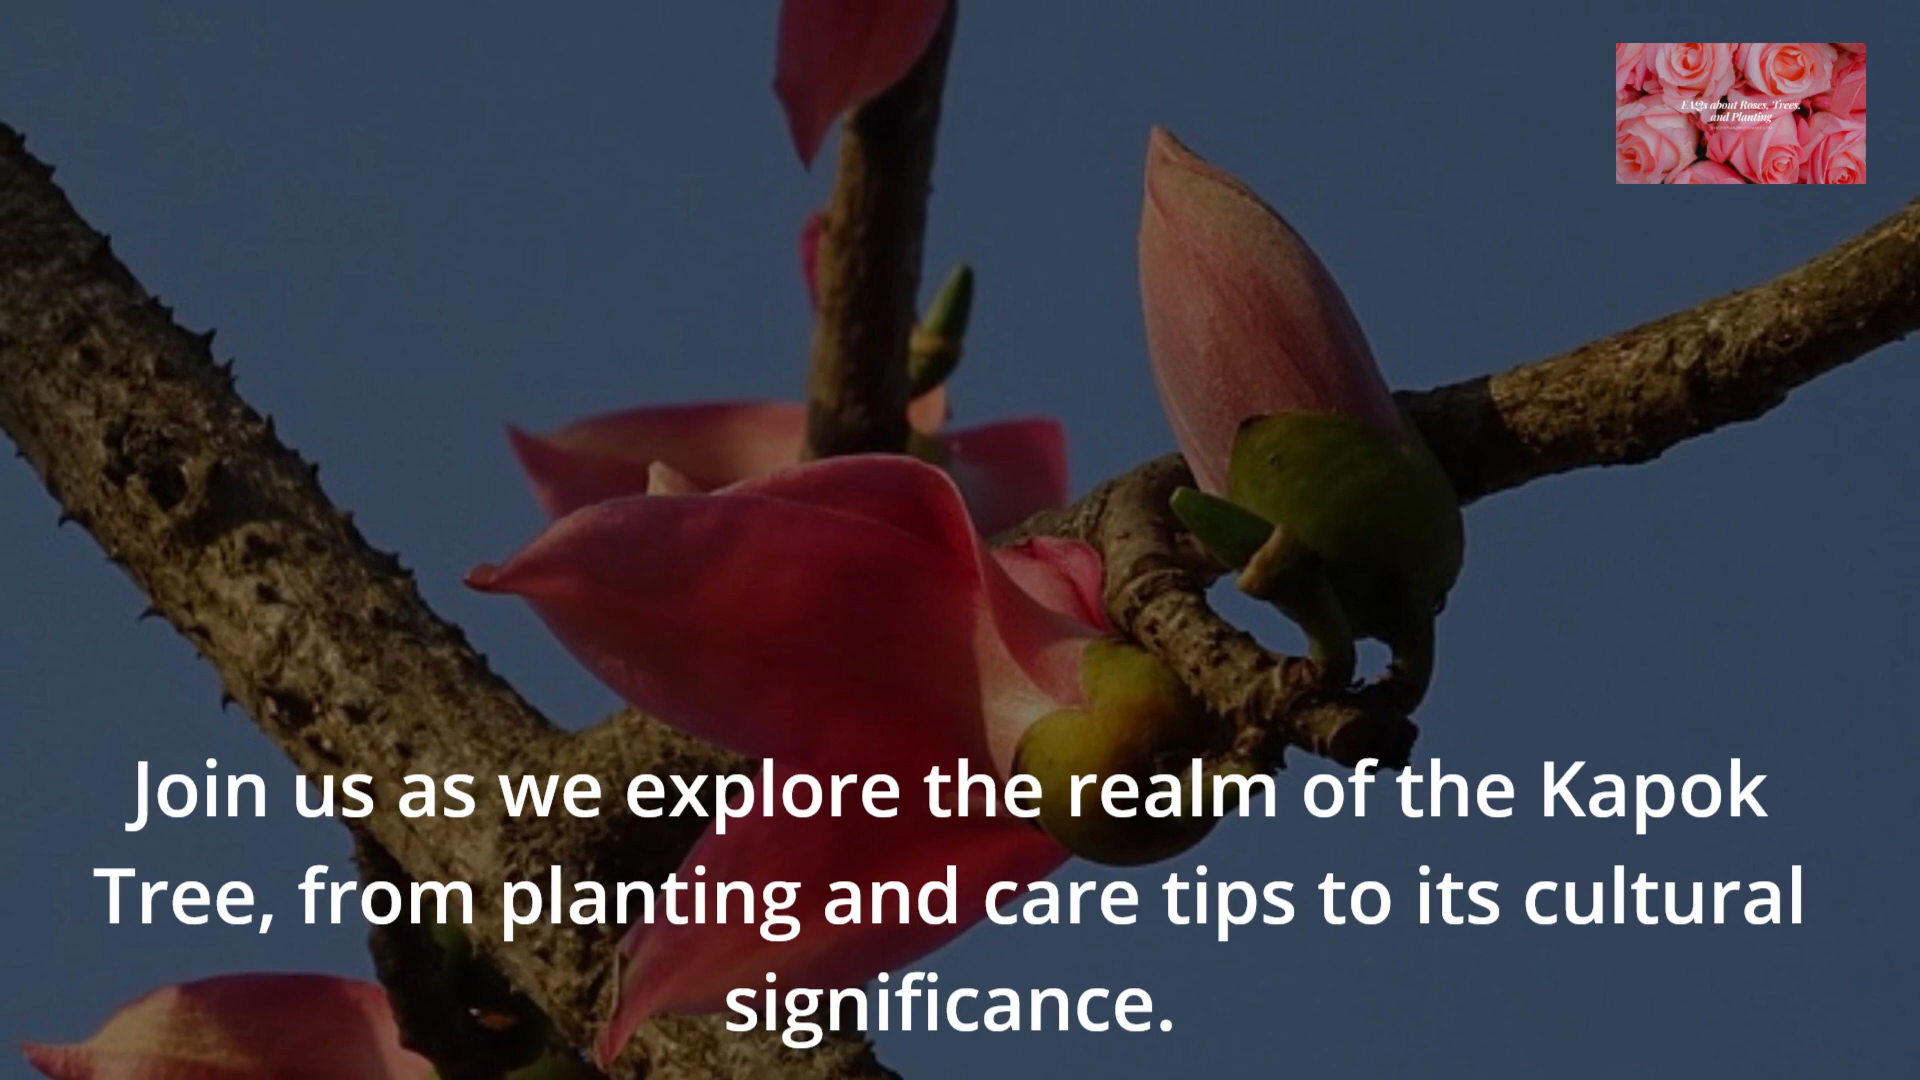 FAQs about Roses, Trees,
and Planting
Join us as we explore the realm of the Kapok
Tree, from planting and care tips to its cultural
significance.